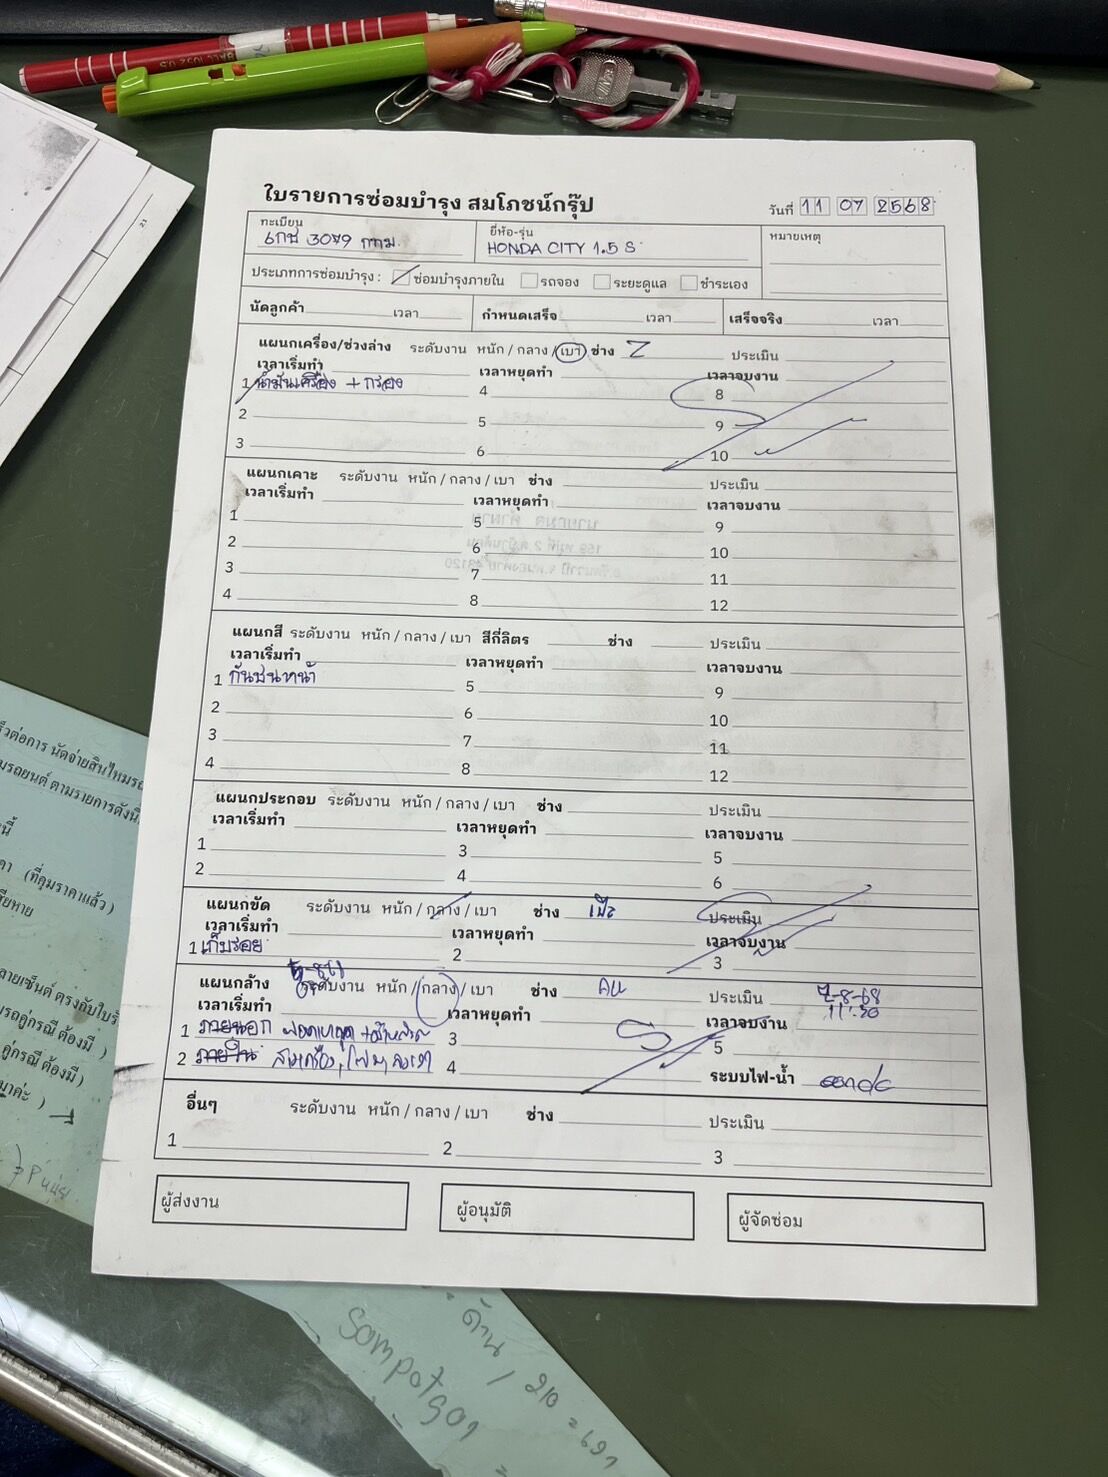 ใบรายการซ่อมบำรุง สมโภชน์กรุ๊ป
วันที่ 11 07 2568
ทะเบียน
6กช 3079 กทม.
ยี่ห้อ-รุ่น
HONDA CITY 1.5 S
หมายเหตุ
ประเภทการซ่อมบำรุง : ซ่อมบำรุงภายใน รถจอง ระยะดูแล ชำระเอง
นัดลูกค้า เวลา กำหนดเสร็จ เวลา เสร็จจริง เวลา
แผนกเครื่อง/ช่วงล่าง ระดับงาน หนัก / กลาง / เบา ช่าง Z ประเมิน
เวลาเริ่มทำ เวลาหยุดทำ เวลาจบงาน
1 น้ำมันเครื่อง + กรอง 4 8
2 5 9
3 6 10
แผนกเคาะ ระดับงาน หนัก / กลาง / เบา ช่าง ประเมิน
เวลาเริ่มทำ เวลาหยุดทำ เวลาจบงาน
1 5 9
2 6 10
3 7 11
4 8 12
แผนกสี ระดับงาน หนัก / กลาง / เบา สีกี่ลิตร ช่าง ประเมิน
เวลาเริ่มทำ เวลาหยุดทำ เวลาจบงาน
1 กันชนหน้า 5 9
2 6 10
3 7 11
4 8 12
แผนกประกอบ ระดับงาน หนัก / กลาง / เบา ช่าง ประเมิน
เวลาเริ่มทำ เวลาหยุดทำ เวลาจบงาน
1 3 5
2 4 6
แผนกขัด ระดับงาน หนัก / กลาง / เบา ช่าง ประเมิน
เวลาเริ่มทำ เวลาหยุดทำ เวลาจบงาน
1 เก็บรอย 2 3
แผนกล้าง ระดับงาน หนัก / กลาง / เบา ช่าง ประเมิน 7-8-68
เวลาเริ่มทำ เวลาหยุดทำ เวลาจบงาน 11:30
1 ภายนอก 3
2 ภายใน 4 5
ระบบไฟ-น้ำ
อื่นๆ ระดับงาน หนัก / กลาง / เบา ช่าง ประเมิน
1 2 3
ผู้ส่งงาน ผู้อนุมัติ ผู้จัดซ่อม